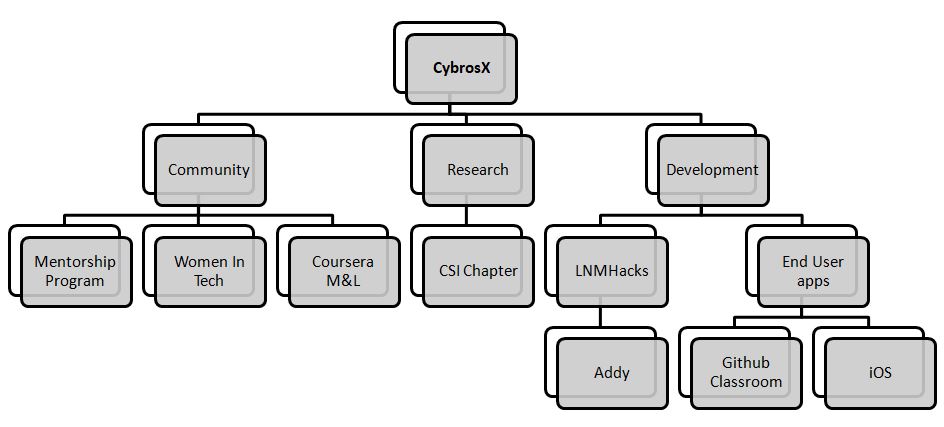 CybrosX
Community
Research
Development
Mentorship
Program
Women In
Tech
Coursera
M&L
CSI Chapter
LNMHacks
End User
apps
Addy
Github
Classroom
iOS